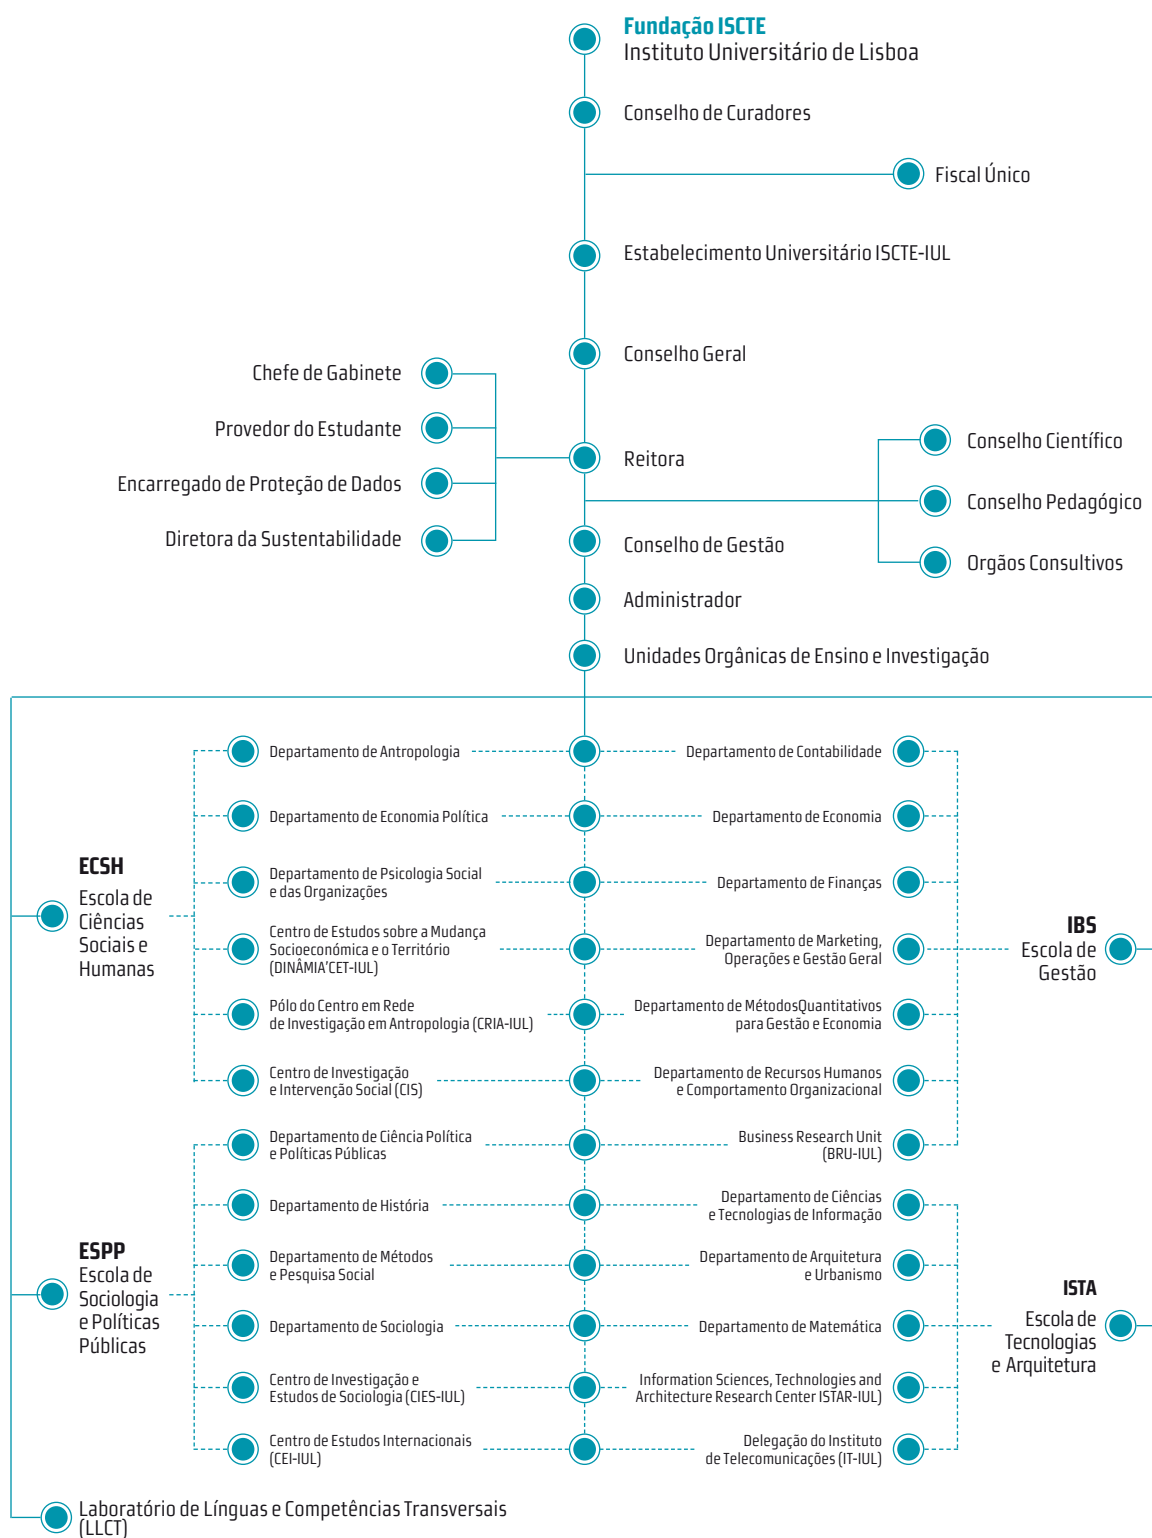 Fundação ISCTE
Instituto Universitário de Lisboa
Conselho de Curadores
Fiscal Único
Estabelecimento Universitário ISCTE-IUL
Conselho Geral
Chefe de Gabinete
Provedor do Estudante
Encarregado de Proteção de Dados
Diretora da Sustentabilidade
Reitora
Conselho Científico
Conselho Pedagógico
Orgãos Consultivos
Conselho de Gestão
Administrador
Unidades Orgânicas de Ensino e Investigação
ECSH
Escola de
Ciências
Sociais e
Humanas
Departamento de Antropologia
Departamento de Economia Política
Departamento de Psicologia Social
e das Organizações
Centro de Estudos sobre a Mudança
Socioeconómica e o Território
(DINÂMIA'CET-IUL)
Pólo do Centro em Rede
de Investigação em Antropologia (CRIA-IUL)
Centro de Investigação
e Intervenção Social (CIS)
Departamento de Contabilidade
Departamento de Economia
Departamento de Finanças
Departamento de Marketing,
Operações e Gestão Geral
Departamento de MétodosQuantitativos
para Gestão e Economia
Departamento de Recursos Humanos
e Comportamento Organizacional
Business Research Unit
(BRU-IUL)
IBS
Escola de
Gestão
ESPP
Escola de
Sociologia
e Políticas
Públicas
Departamento de Ciência Política
e Políticas Públicas
Departamento de História
Departamento de Métodos
e Pesquisa Social
Departamento de Sociologia
Centro de Investigação e
Estudos de Sociologia (CIES-IUL)
Centro de Estudos Internacionais
(CEI-IUL)
Departamento de Ciências
e Tecnologias de Informação
Departamento de Arquitetura
e Urbanismo
Departamento de Matemática
Information Sciences, Technologies and
Architecture Research Center ISTAR-IUL)
Delegação do Instituto
de Telecomunicações (IT-IUL)
ISTA
Escola de
Tecnologias
e Arquitetura
Laboratório de Línguas e Competências Transversais
(LLCT)